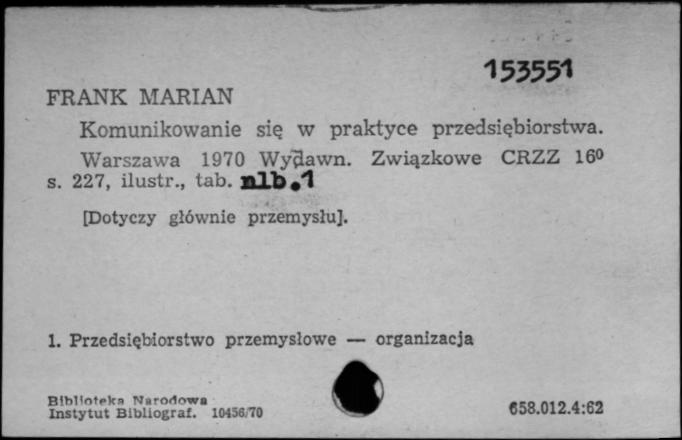 153551
FRANK MARIAN
Komunikowanie się w praktyce przedsiębiorstwa.
Warszawa 1970 Wydawn. Związkowe CRZZ 16⁰
s. 227, ilustr., tab. nlb.1
[Dotyczy głównie przemysłu].
1. Przedsiębiorstwo przemysłowe — organizacja
Biblioteka Narodowa
Instytut Bibliograf. 10456/70
658.012.4:62